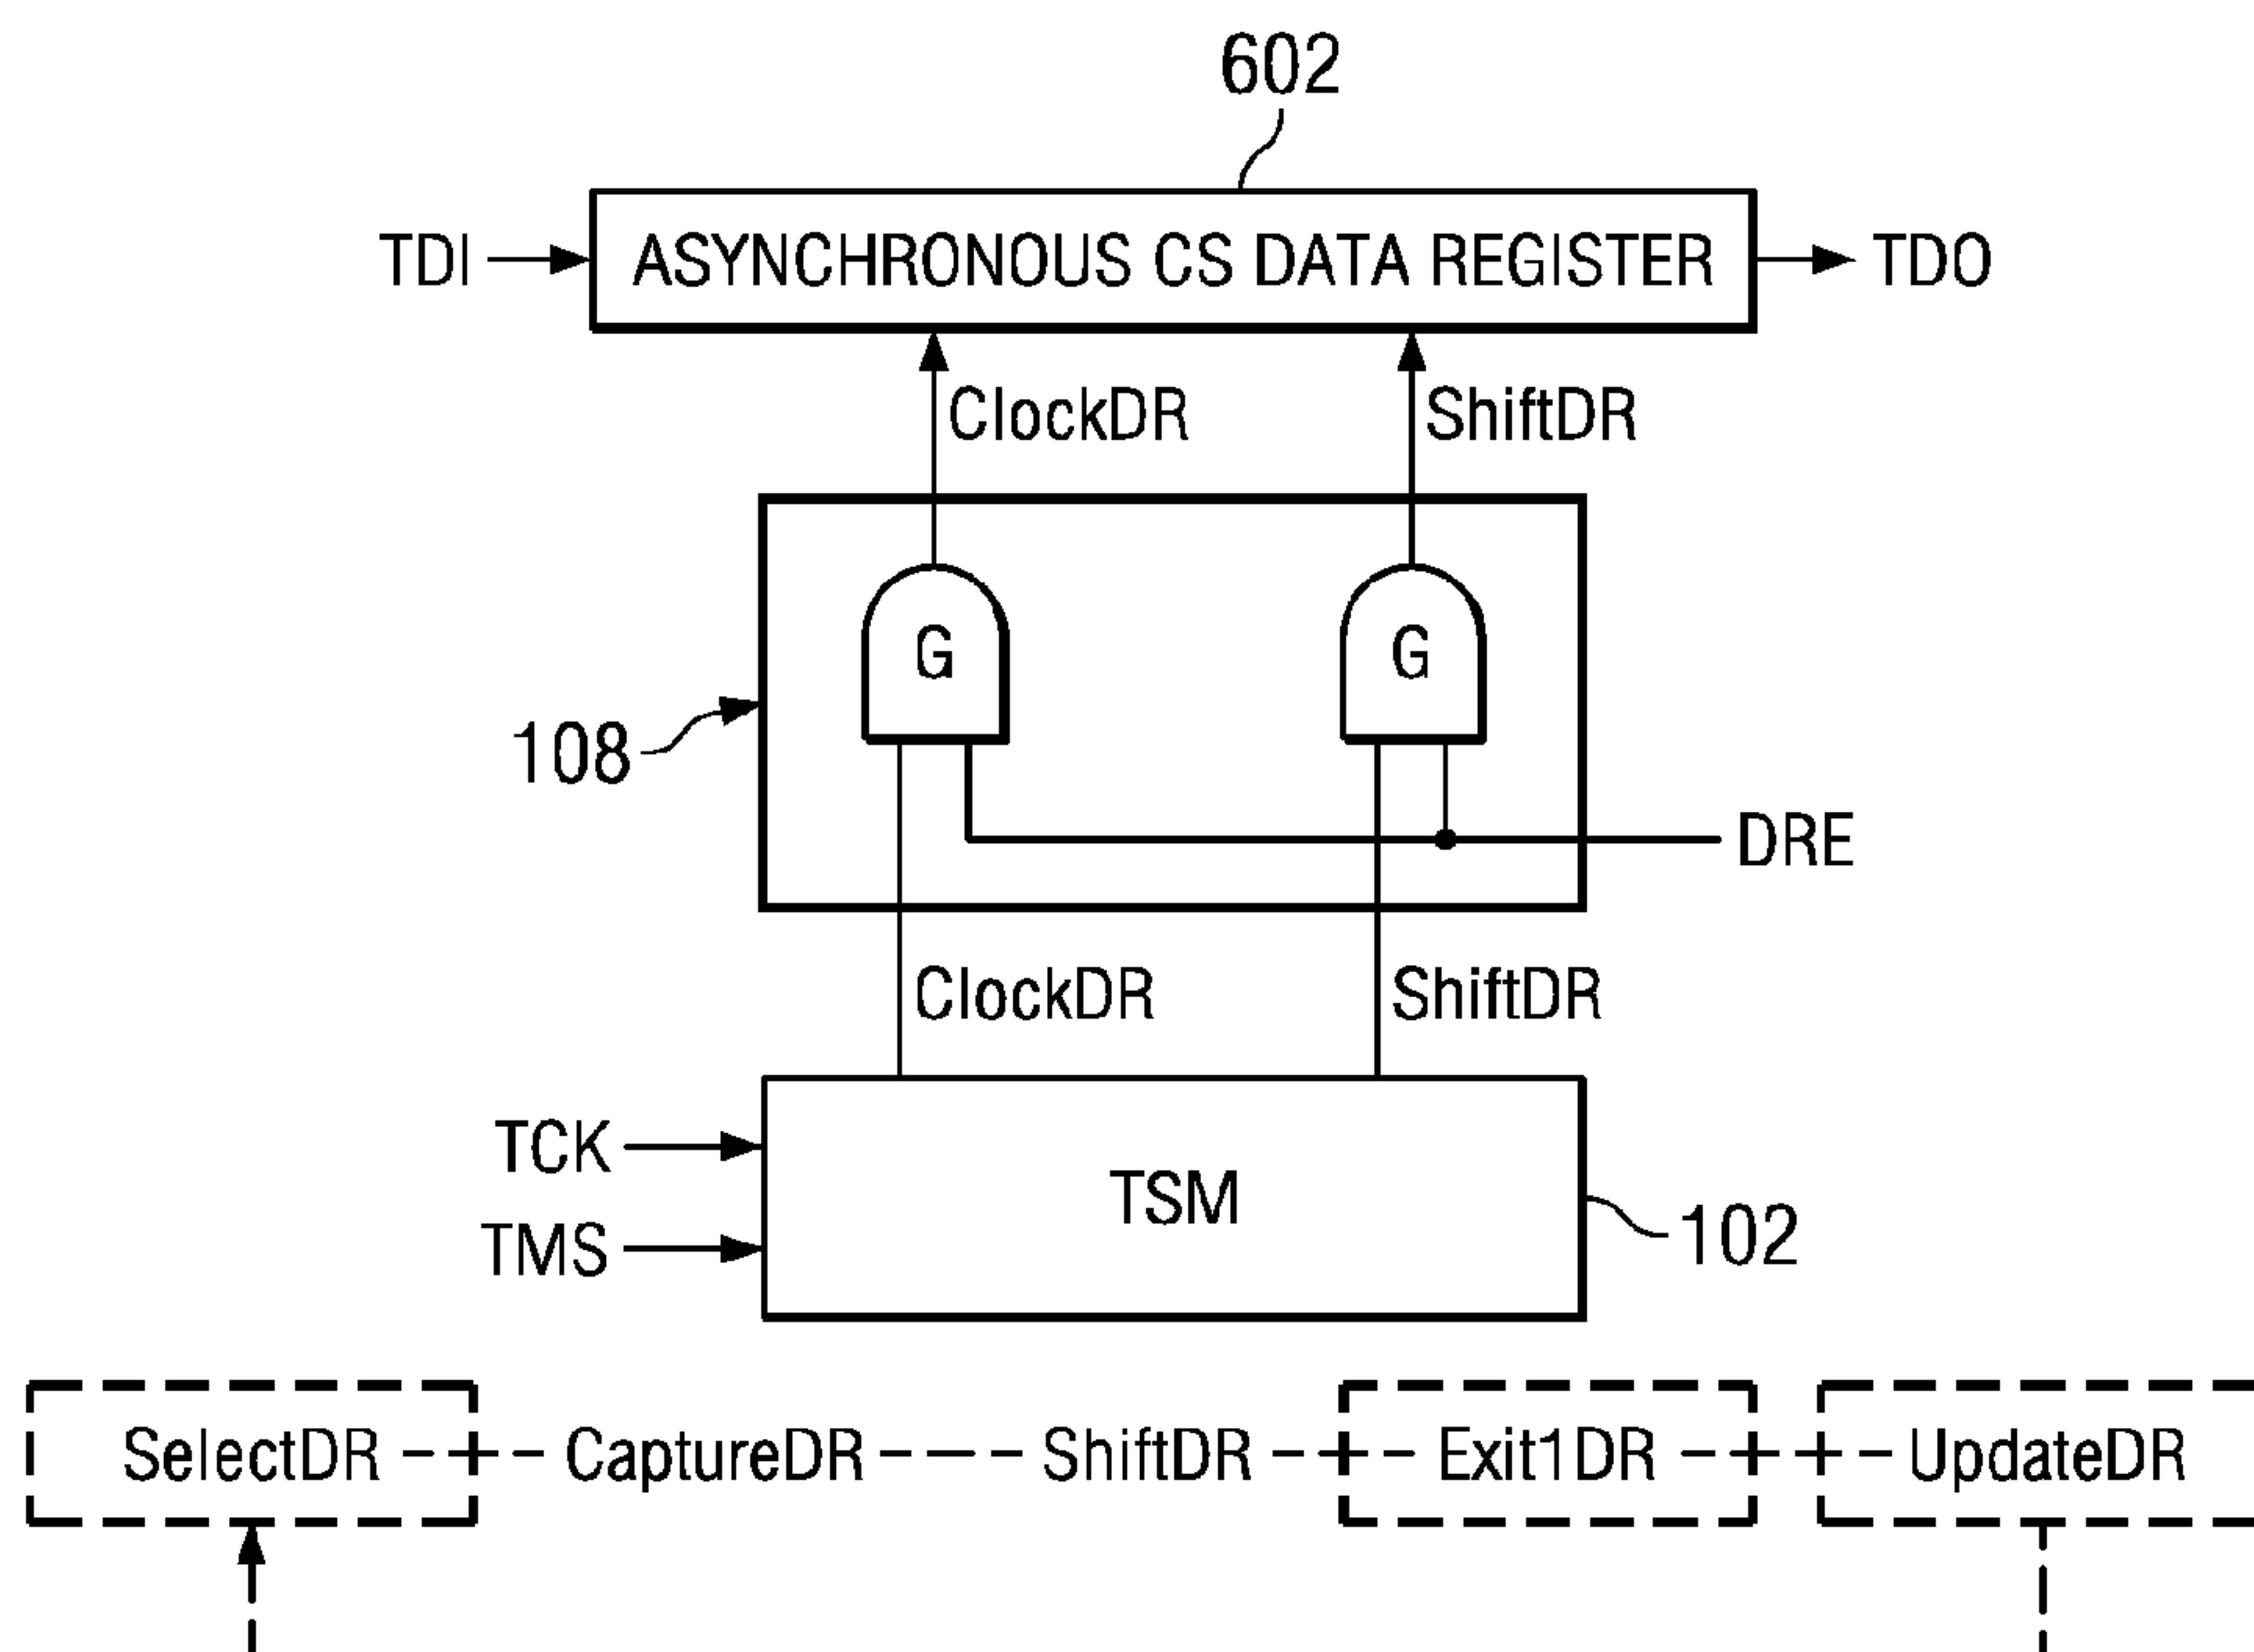 602
TDI ASYNCHRONOUS CS DATA REGISTER TDO
ClockDR ShiftDR
G G
108
DRE
ClockDR ShiftDR
TCK
TSM
TMS
102
SelectDR CaptureDR ShiftDR Exit1DR UpdateDR